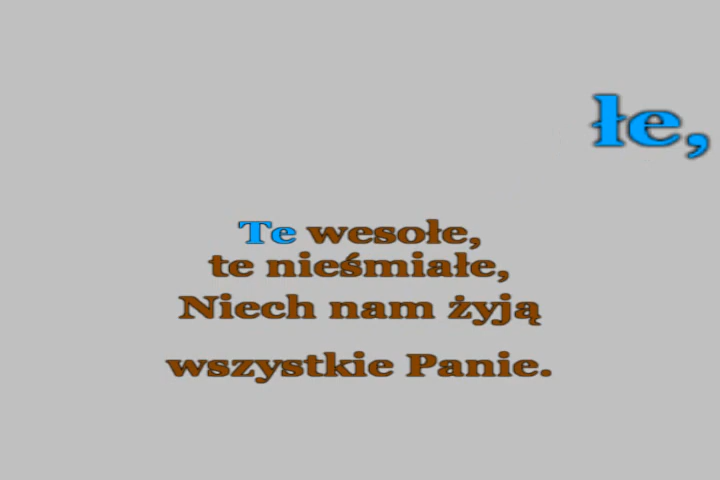 łe,
Te wesołe,
te nieśmiałe,
Niech nam żyją
wszystkie Panie.